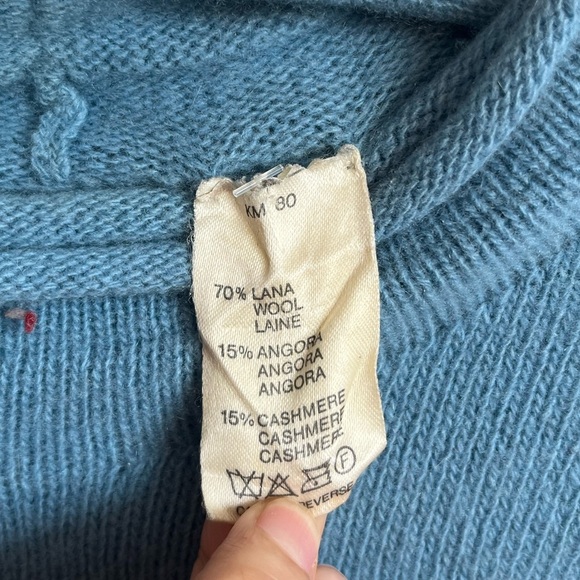 KM 80
70% LANA
WOOL
LAINE
15% ANGORA
ANGORA
ANGORA
15% CASHMERE
CASHMERE
CASHMERE
F
REVERSE